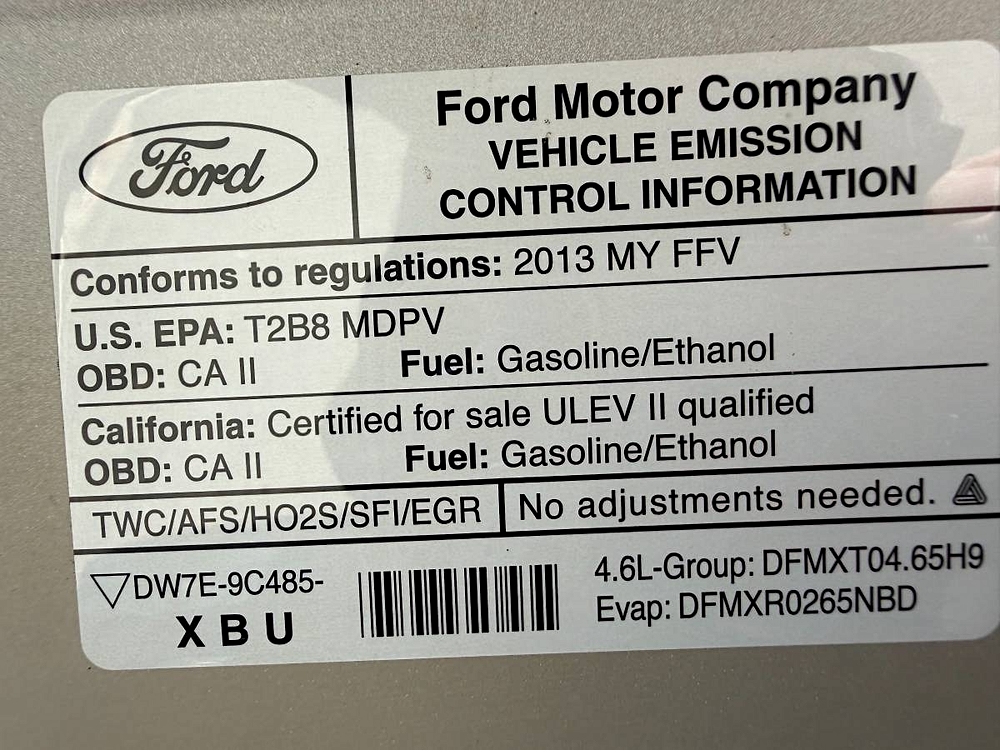 Ford
Ford Motor Company
VEHICLE EMISSION
CONTROL INFORMATION
Conforms to regulations: 2013 MY FFV
U.S. EPA: T2B8 MDPV
OBD: CA II Fuel: Gasoline/Ethanol
California: Certified for sale ULEV II qualified
OBD: CA II Fuel: Gasoline/Ethanol
TWC/AFS/HO2S/SFI/EGR No adjustments needed.
DW7E-9C485-
XBU
4.6L-Group: DFMXT04.65H9
Evap: DFMXR0265NBD